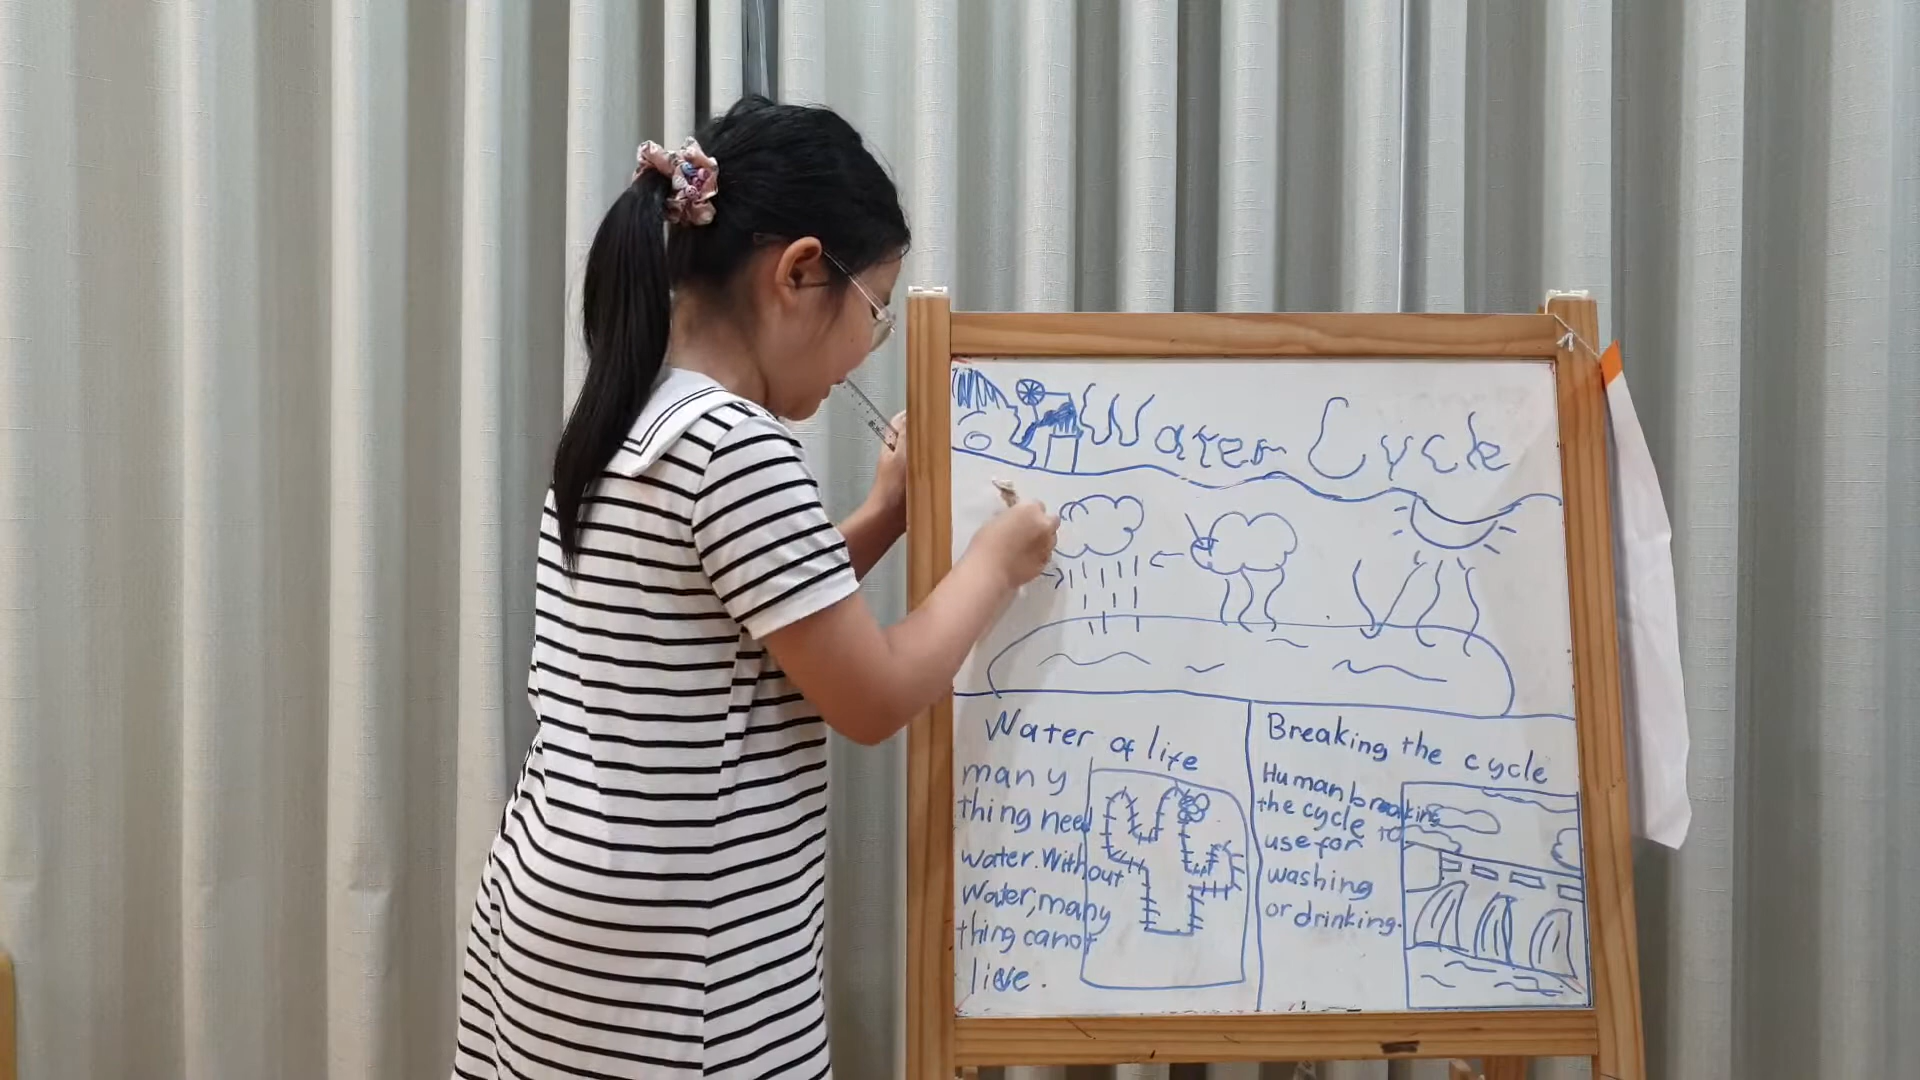 Water Cycle
Water of life
many
thing need
water. Without
Water, many
thing canot
live.
Breaking the cycle
Human breaking
the cycle to
use for
washing
or drinking.